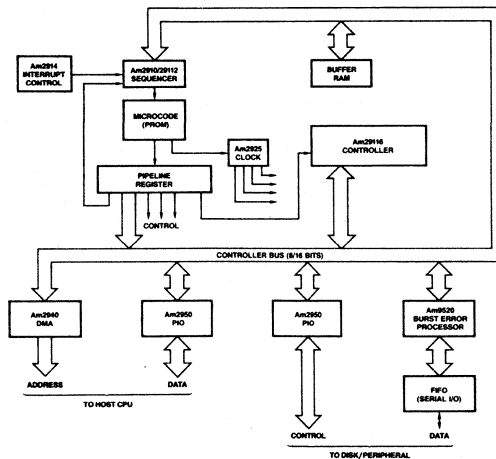 Am2914
INTERRUPT
CONTROL
Am2910/29112
SEQUENCER
BUFFER
RAM
MICROCODE
(PROM)
Am2925
CLOCK
Am29116
CONTROLLER
PIPELINE
REGISTER
CONTROL
CONTROLLER BUS (8/16 BITS)
Am2940
DMA
Am2950
PIO
Am2950
PIO
Am9520
BURST ERROR
PROCESSOR
ADDRESS
DATA
FIFO
(SERIAL I/O)
TO HOST CPU
CONTROL
DATA
TO DISK/PERIPHERAL